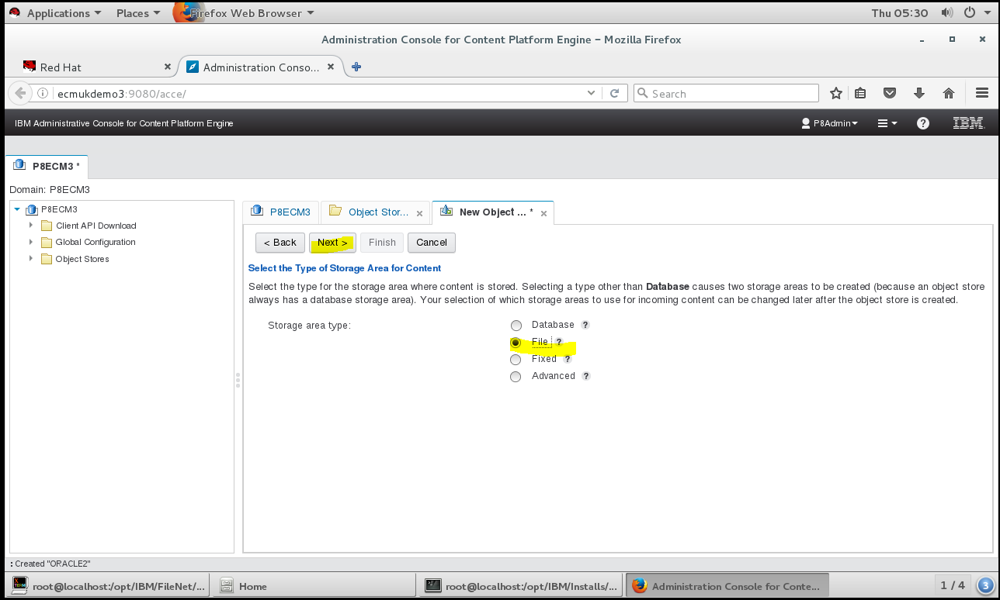 Applications Places Firefox Web Browser Thu 05:30
Administration Console for Content Platform Engine – Mozilla Firefox
Red Hat Administration Conso...
ecmukdemo3:9080/acce/ Search
IBM Administrative Console for Content Platform Engine P8Admin ? IBM
P8ECM3 *
Domain: P8ECM3
P8ECM3
Client API Download
Global Configuration
Object Stores
P8ECM3 Object Stor... New Object ... *
< Back Next > Finish Cancel
Select the Type of Storage Area for Content
Select the type for the storage area where content is stored. Selecting a type other than Database causes two storage areas to be created (because an object store
always has a database storage area). Your selection of which storage areas to use for incoming content can be changed later after the object store is created.
Storage area type: Database ?
File ?
Fixed ?
Advanced ?
: Created "ORACLE2"
root@localhost:/opt/IBM/FileNet/... Home root@localhost:/opt/IBM/Installs/... Administration Console for Conte... 1 / 4 3